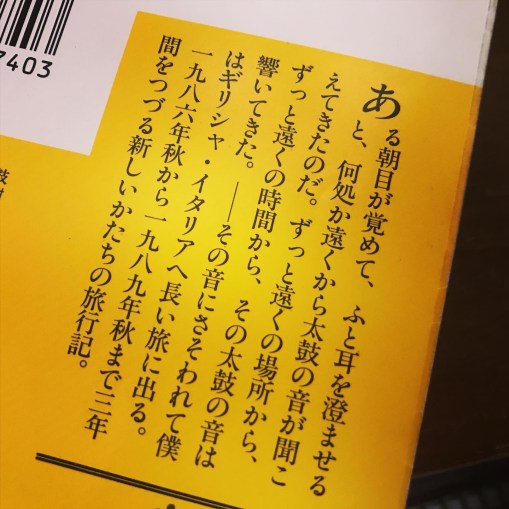 ある朝目が覚めて、ふと耳を澄ませる
と、何処か遠くから太鼓の音が聞こ
えてきたのだ。ずっと遠くの場所から、
ずっと遠くの時間から、その太鼓の音は
響いてきた。――その音にさそわれて僕
はギリシャ・イタリアへ長い旅に出る。
一九八六年秋から一九八九年秋まで三年
間をつづる新しいかたちの旅行記。
7403